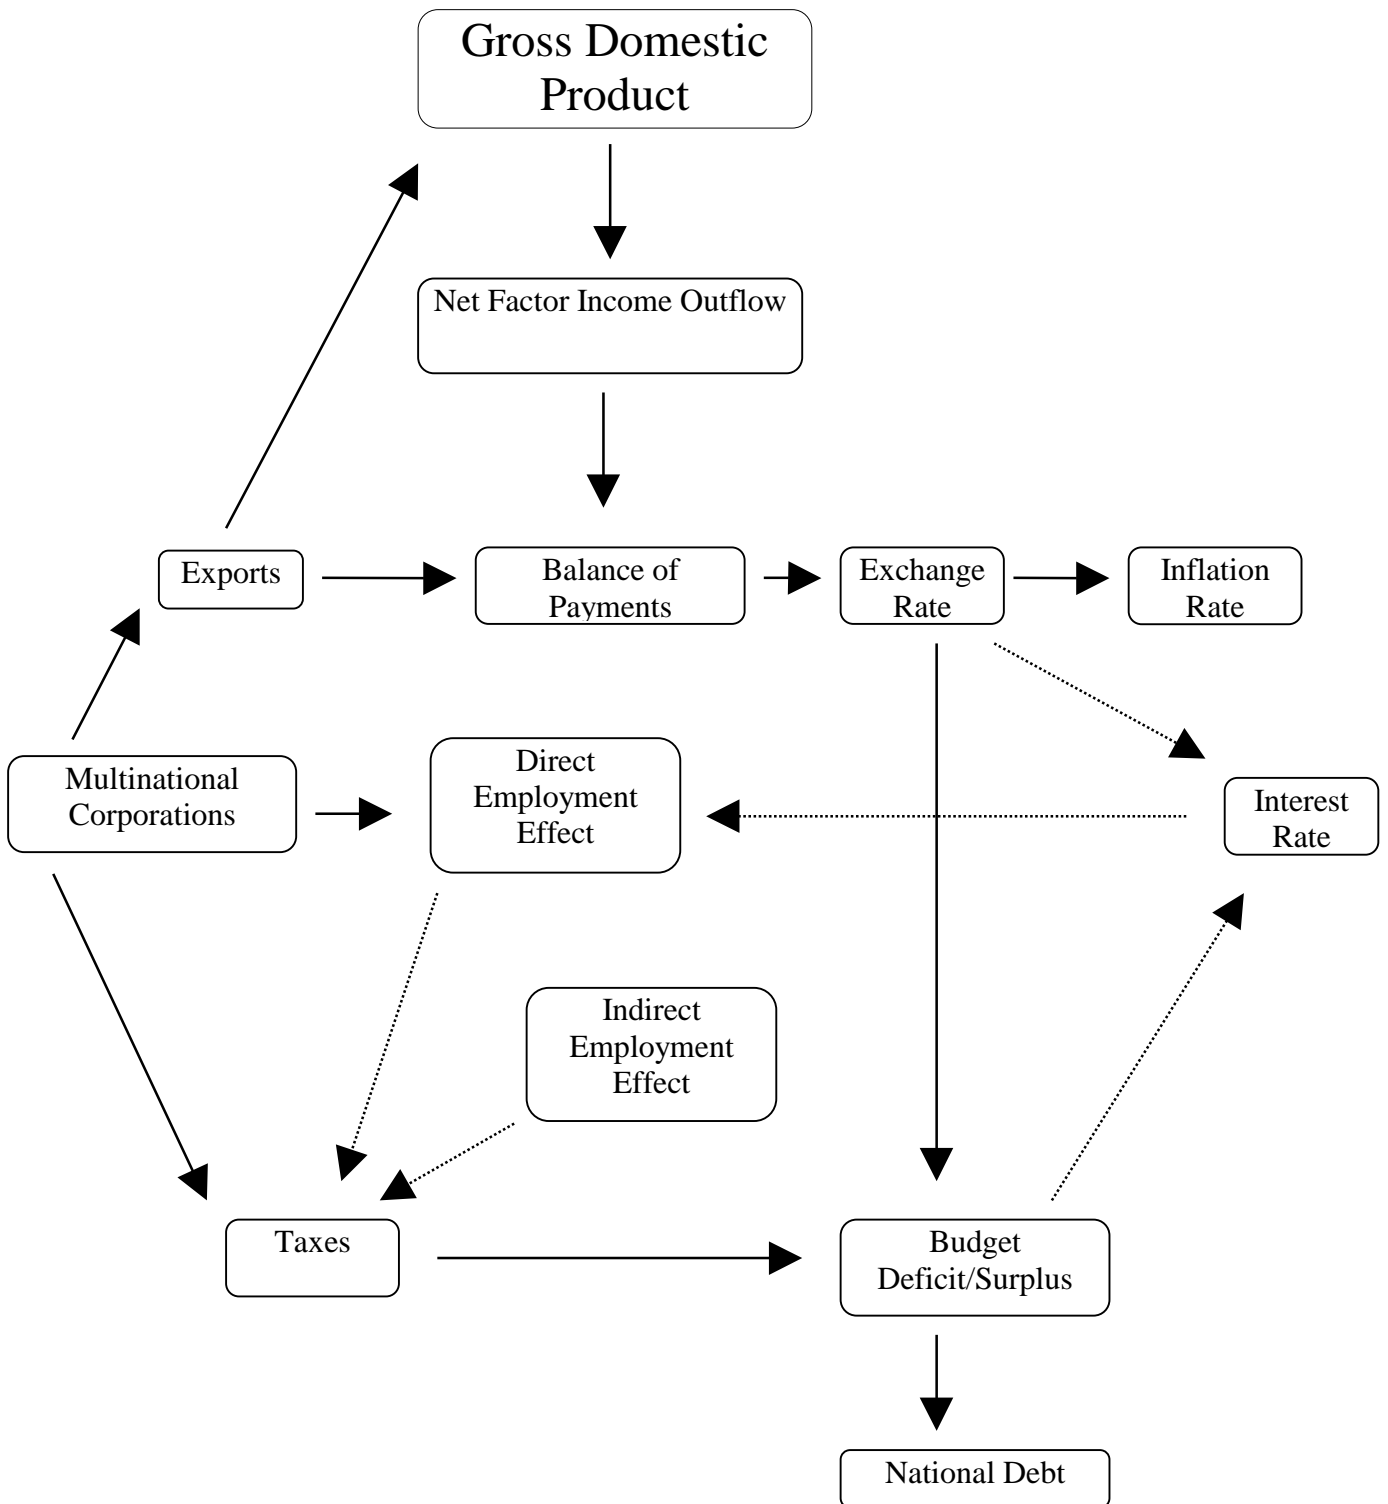 Gross Domestic
Product
Net Factor Income Outflow
Exports
Balance of
Payments
Exchange
Rate
Inflation
Rate
Multinational
Corporations
Direct
Employment
Effect
Interest
Rate
Indirect
Employment
Effect
Taxes
Budget
Deficit/Surplus
National Debt